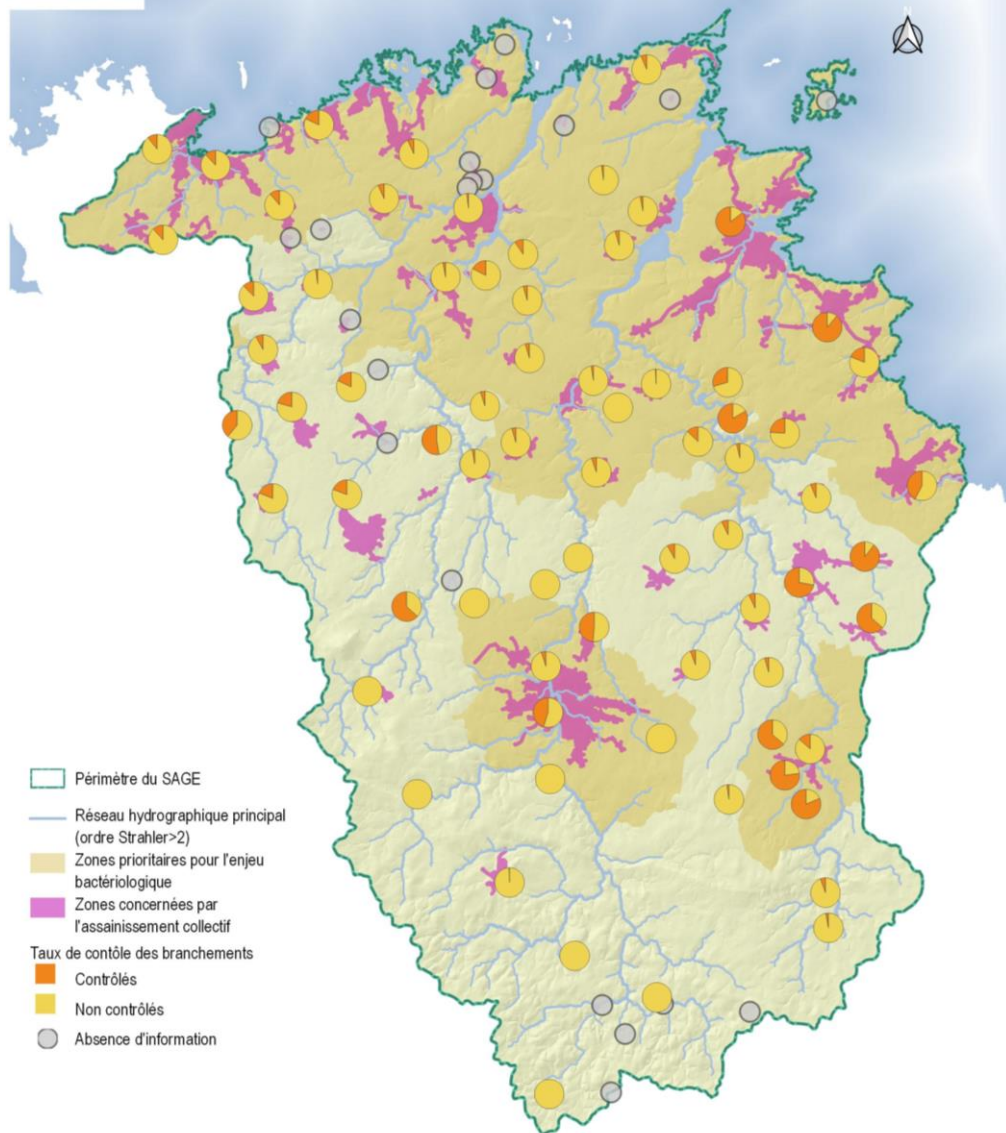 N
Périmètre du SAGE
Réseau hydrographique principal
(ordre Strahler>2)
Zones prioritaires pour l'enjeu
bactériologique
Zones concernées par
l'assainissement collectif
Taux de contôle des branchements
Contrôlés
Non contrôlés
Absence d'information